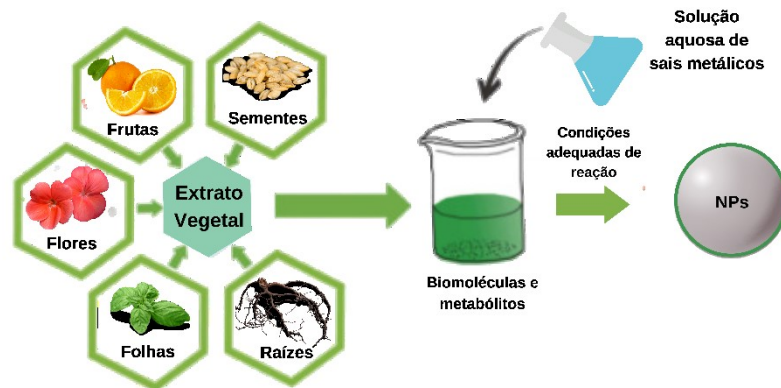 Frutas
Sementes
Flores
Extrato
Vegetal
Folhas
Raízes
Solução
aquosa de
sais metálicos
Biomoléculas e
metabólitos
Condições
adequadas de
reação
NPs